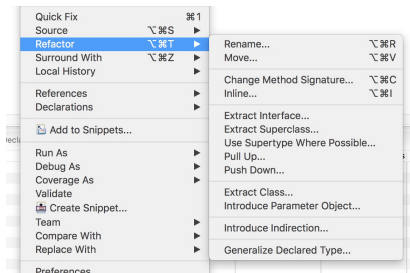 Quick Fix ⌘1
Source ⌥⌘S ▶
Refactor ⌥⌘T ▶
Surround With ⌥⌘Z ▶
Local History ▶
References ▶
Declarations ▶
Add to Snippets...
Run As ▶
Debug As ▶
Coverage As ▶
Validate
Create Snippet...
Team ▶
Compare With ▶
Replace With ▶
Preferences
Rename... ⌥⌘R
Move... ⌥⌘V
Change Method Signature... ⌥⌘C
Inline... ⌥⌘I
Extract Interface...
Extract Superclass...
Use Supertype Where Possible...
Pull Up...
Push Down...
Extract Class...
Introduce Parameter Object...
Introduce Indirection...
Generalize Declared Type...